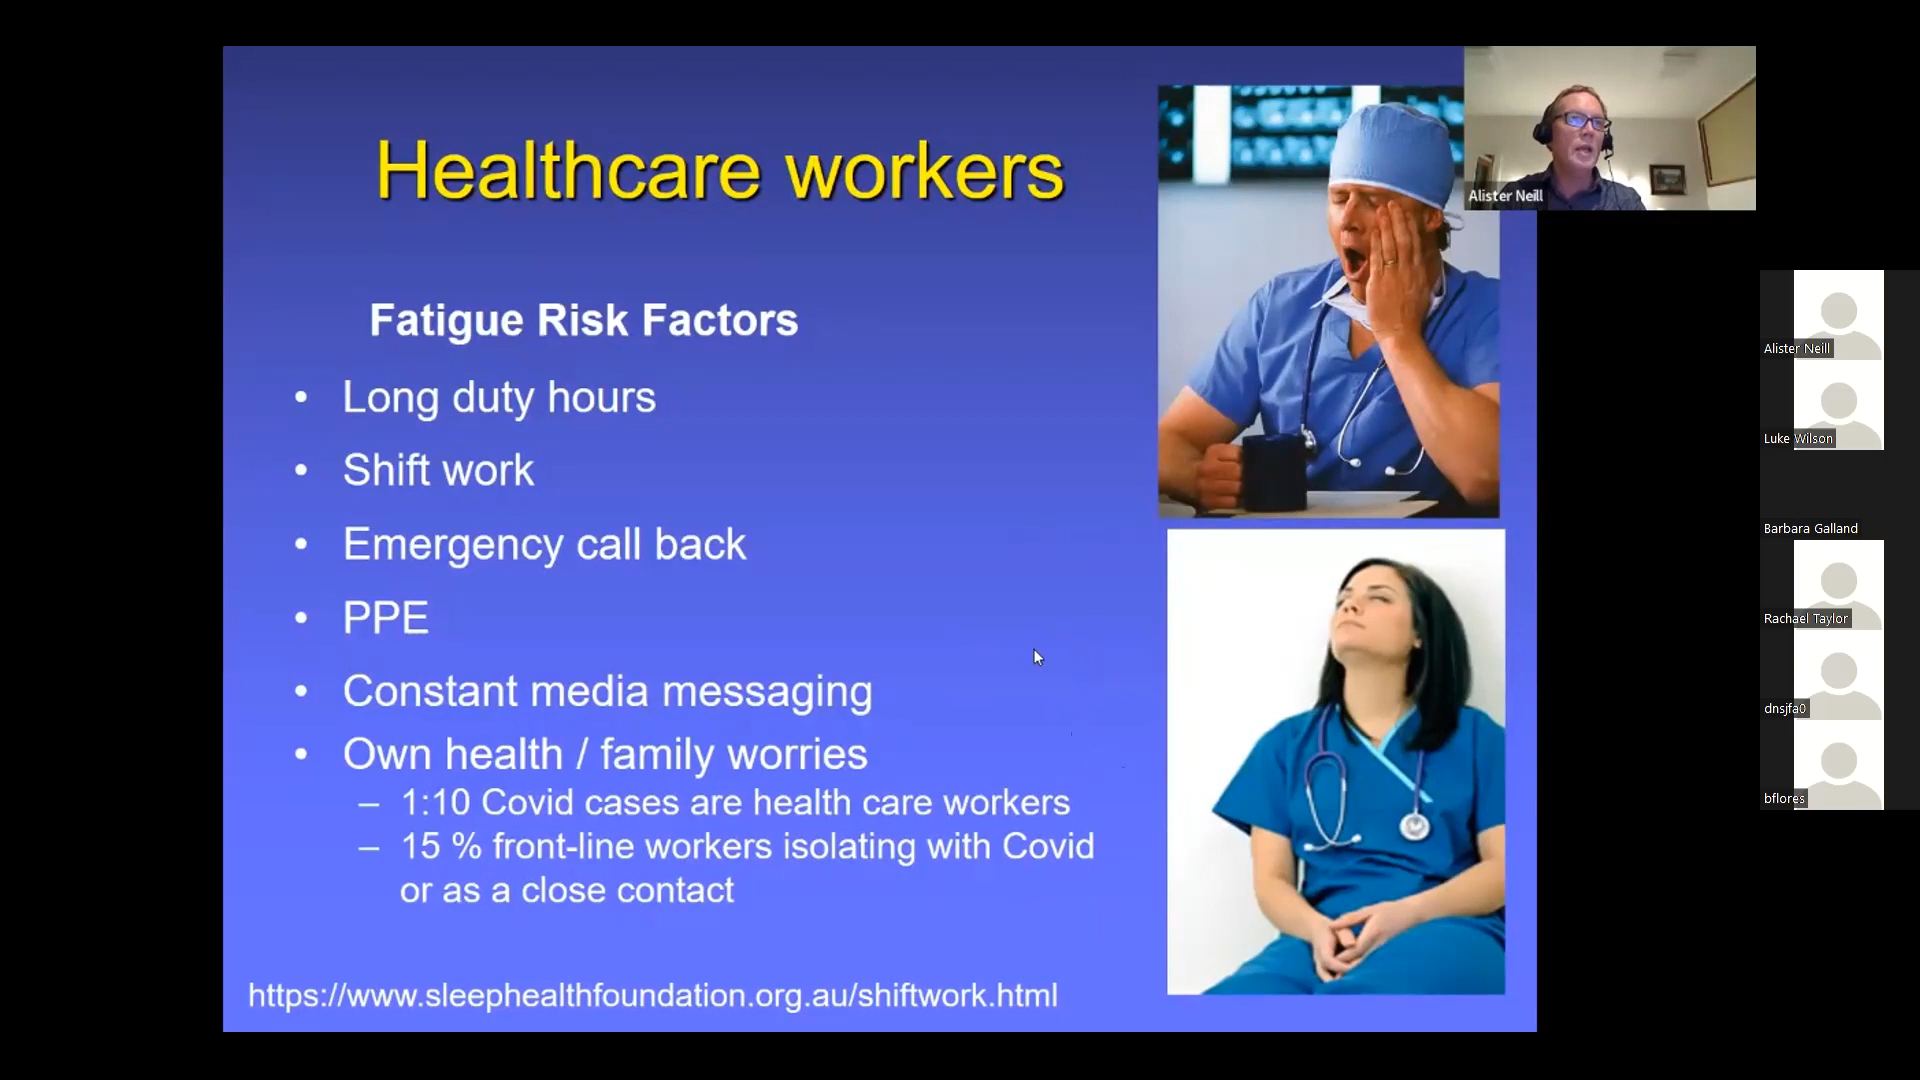 Healthcare workers
Fatigue Risk Factors
• Long duty hours
• Shift work
• Emergency call back
• PPE
• Constant media messaging
• Own health / family worries
– 1:10 Covid cases are health care workers
– 15 % front-line workers isolating with Covid
or as a close contact
https://www.sleephealthfoundation.org.au/shiftwork.html
Alister Neill
Alister Neill
Luke Wilson
Barbara Galland
Rachael Taylor
dnsjfa0
bflores